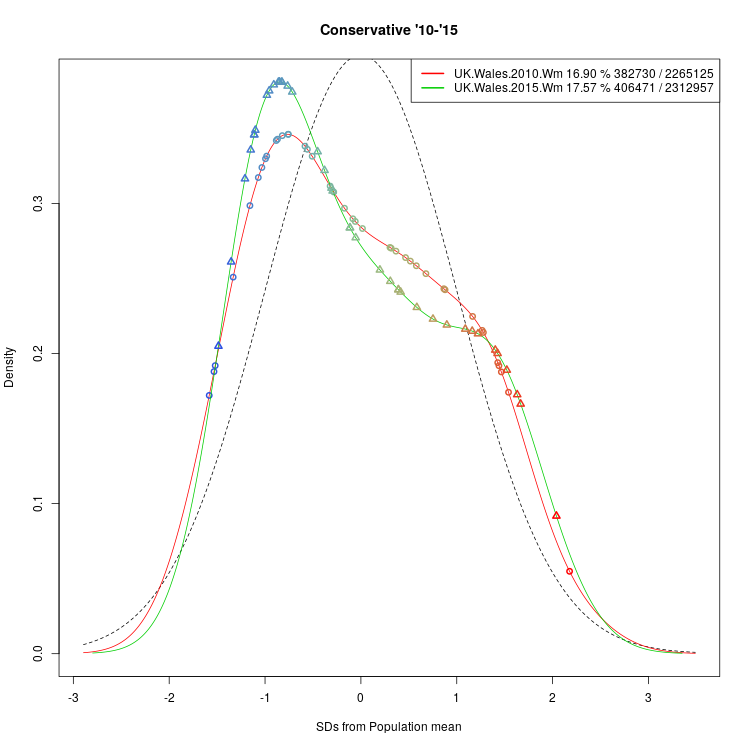 Conservative '10-'15
UK.Wales.2010.Wm 16.90 % 382730 / 2265125
UK.Wales.2015.Wm 17.57 % 406471 / 2312957
Density
0.3
0.2
0.1
0.0
-3 -2 -1 0 1 2 3
SDs from Population mean